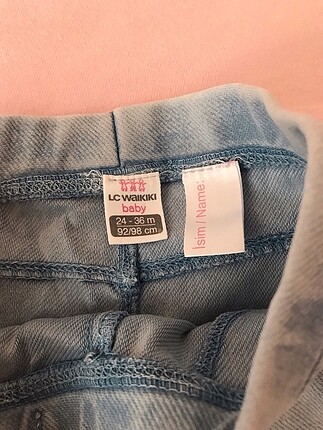 LC WAIKIKI
baby
24 - 36 m
92/98 cm.
İsim / Name: